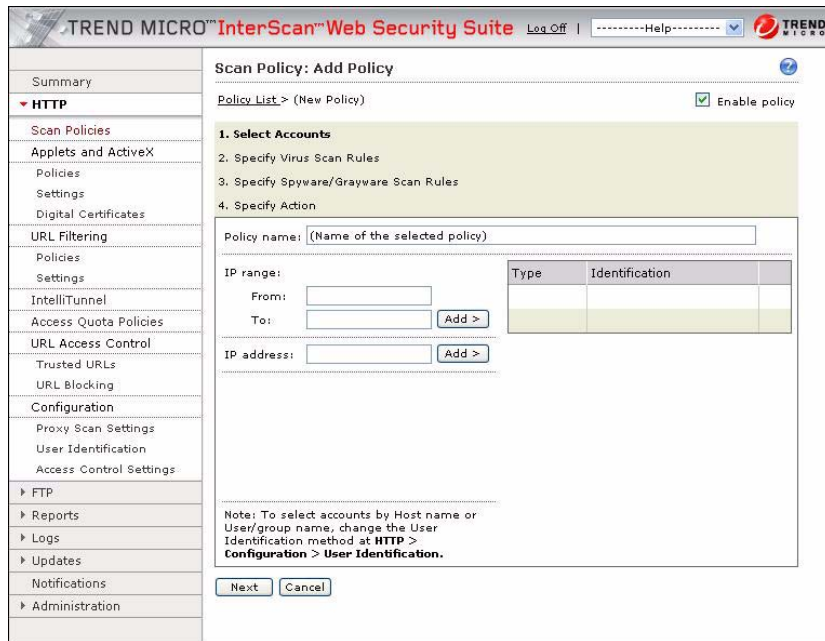 TREND MICRO™ InterScan™ Web Security Suite Log Off | ---------Help---------
TREND
MICRO
Summary
HTTP
Scan Policies
Applets and ActiveX
Policies
Settings
Digital Certificates
URL Filtering
Policies
Settings
IntelliTunnel
Access Quota Policies
URL Access Control
Trusted URLs
URL Blocking
Configuration
Proxy Scan Settings
User Identification
Access Control Settings
FTP
Reports
Logs
Updates
Notifications
Administration
Scan Policy: Add Policy
?
Policy List > (New Policy)
Enable policy
1. Select Accounts
2. Specify Virus Scan Rules
3. Specify Spyware/Grayware Scan Rules
4. Specify Action
Policy name: (Name of the selected policy)
IP range:
From:
To: Add >
IP address: Add >
Type Identification
Note: To select accounts by Host name or
User/group name, change the User
Identification method at HTTP >
Configuration > User Identification.
Next Cancel